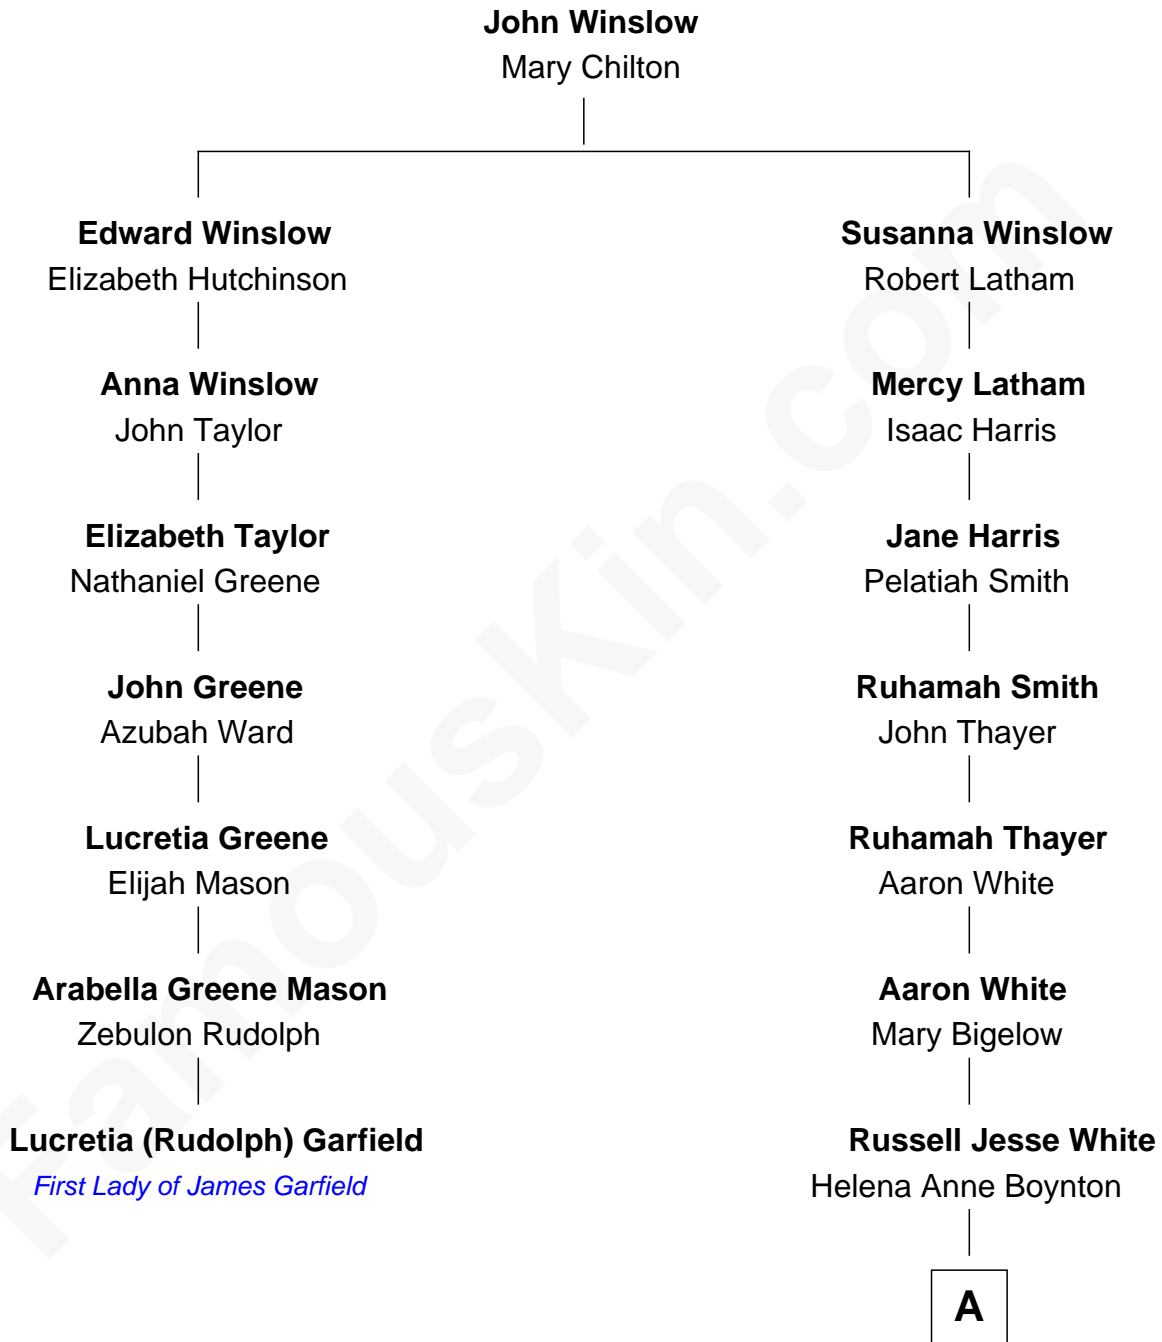 John Winslow
Mary Chilton
Edward Winslow
Elizabeth Hutchinson
Susanna Winslow
Robert Latham
Anna Winslow
John Taylor
Mercy Latham
Isaac Harris
Elizabeth Taylor
Nathaniel Greene
Jane Harris
Pelatiah Smith
John Greene
Azubah Ward
Ruhamah Smith
John Thayer
Lucretia Greene
Elijah Mason
Ruhamah Thayer
Aaron White
Arabella Greene Mason
Zebulon Rudolph
Aaron White
Mary Bigelow
Lucretia (Rudolph) Garfield
First Lady of James Garfield
Russell Jesse White
Helena Anne Boynton
A
FamousKin.com